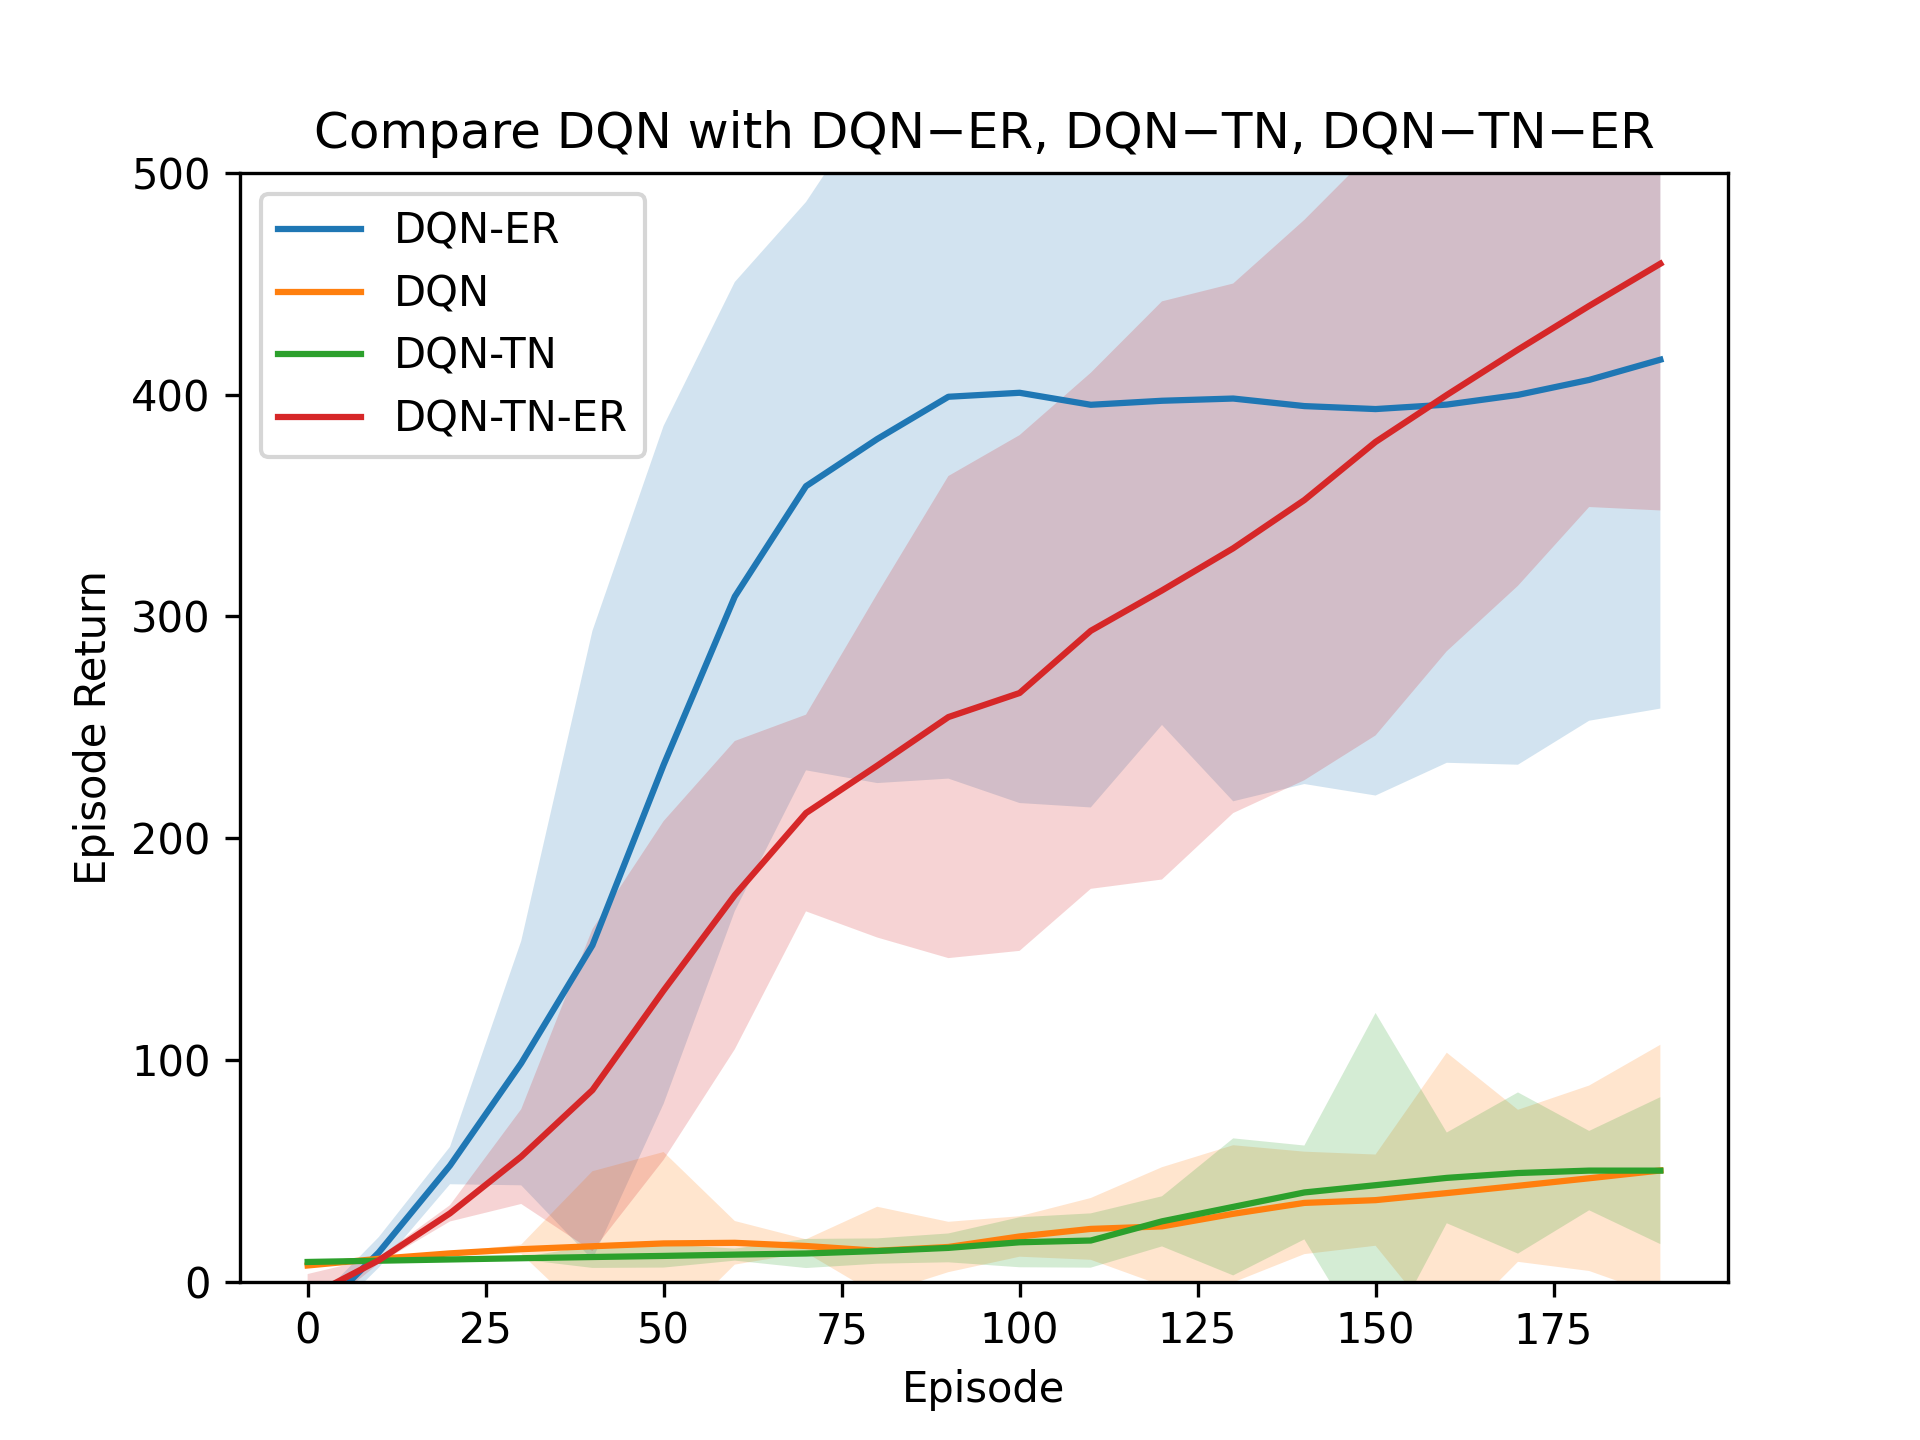 Compare DQN with DQN−ER, DQN−TN, DQN−TN−ER
500
400
300
200
100
0
Episode Return
DQN-ER
DQN
DQN-TN
DQN-TN-ER
0 25 50 75 100 125 150 175
Episode